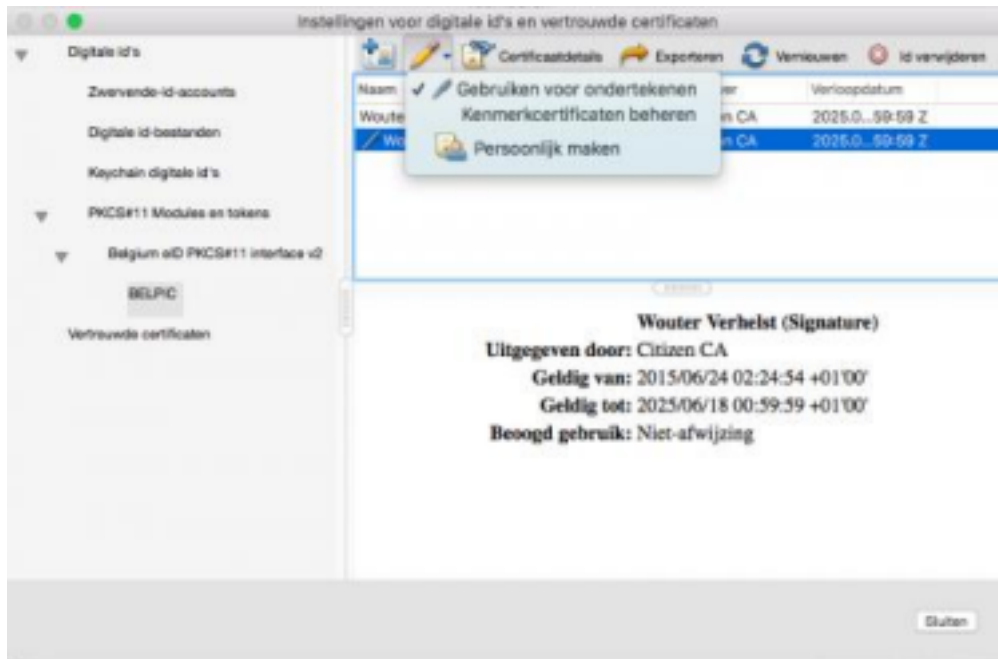 Instellingen voor digitale id's en vertrouwde certificaten
Digitale id's
Zwervende-id-accounts
Digitale id-bestanden
Keychain digitale id's
PKCS#11 Modules en tokens
Belgium eID PKCS#11 interface v2
BELPIC
Vertrouwde certificaten
Certificaatdetails Exporteren Vernieuwen Id verwijderen
Naam Verloopdatum
Woute n CA 2025.0...59:59 Z
Wo n CA 2025.0...59:59 Z
Gebruiken voor ondertekenen
Kenmerkcertificaten beheren
Persoonlijk maken
Wouter Verhelst (Signature)
Uitgegeven door: Citizen CA
Geldig van: 2015/06/24 02:24:54 +01'00'
Geldig tot: 2025/06/18 00:59:59 +01'00'
Beoogd gebruik: Niet-afwijzing
Sluiten